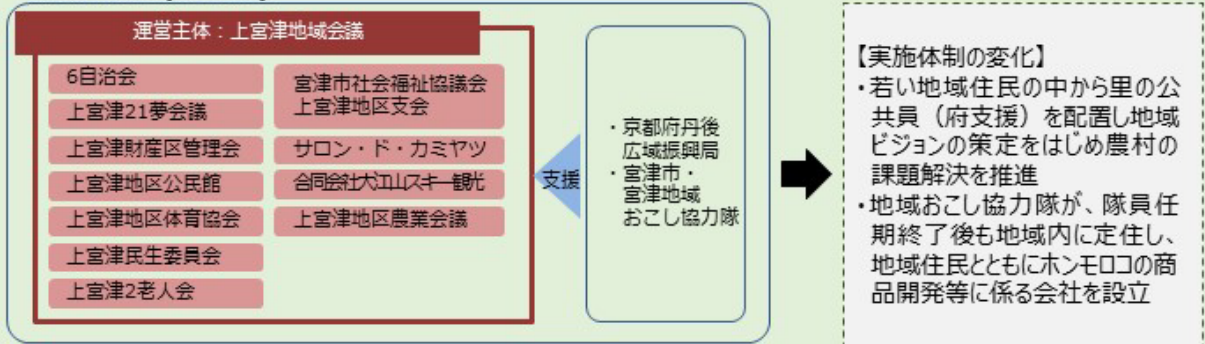 運営主体：上宮津地域会議
6自治会
上宮津21夢会議
上宮津財産区管理会
上宮津地区公民館
上宮津地区体育協会
上宮津民生委員会
上宮津2老人会
宮津市社会福祉協議会
上宮津地区支会
サロン・ド・カミヤツ
合同会社大江山スキー観光
上宮津地区農業会議
支援
・京都府丹後
広域振興局
・宮津市・
宮津地域
おこし協力隊
【実施体制の変化】
・若い地域住民の中から里の公
共員（府支援）を配置し地域
ビジョンの策定をはじめ農村の
課題解決を推進
・地域おこし協力隊が、隊員任
期終了後も地域内に定住し、
地域住民とともにホンモロコの商
品開発等に係る会社を設立